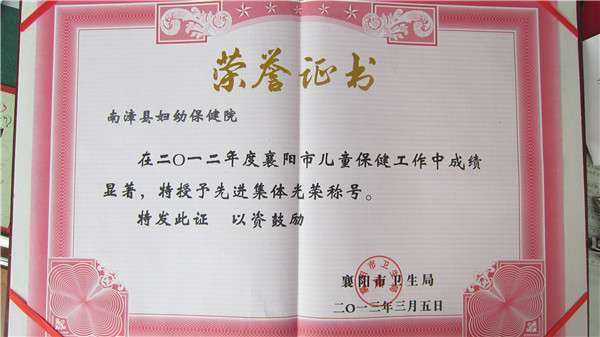 荣誉证书
南漳县妇幼保健院
在二〇一二年度襄阳市儿童保健工作中成绩
显著，特授予先进集体光荣称号。
特发此证 以资鼓励
襄阳市卫生局
二〇一三年三月五日